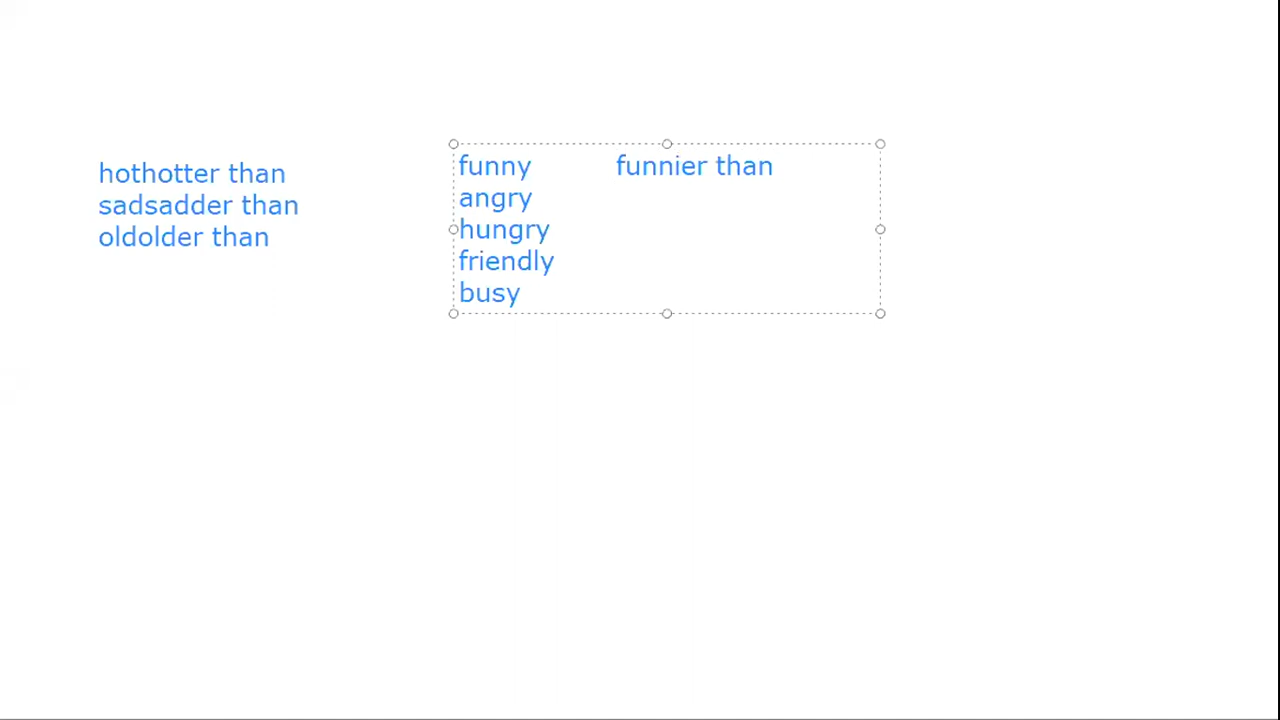 hothotter than
sadsadder than
oldolder than
funny funnier than
angry
hungry
friendly
busy